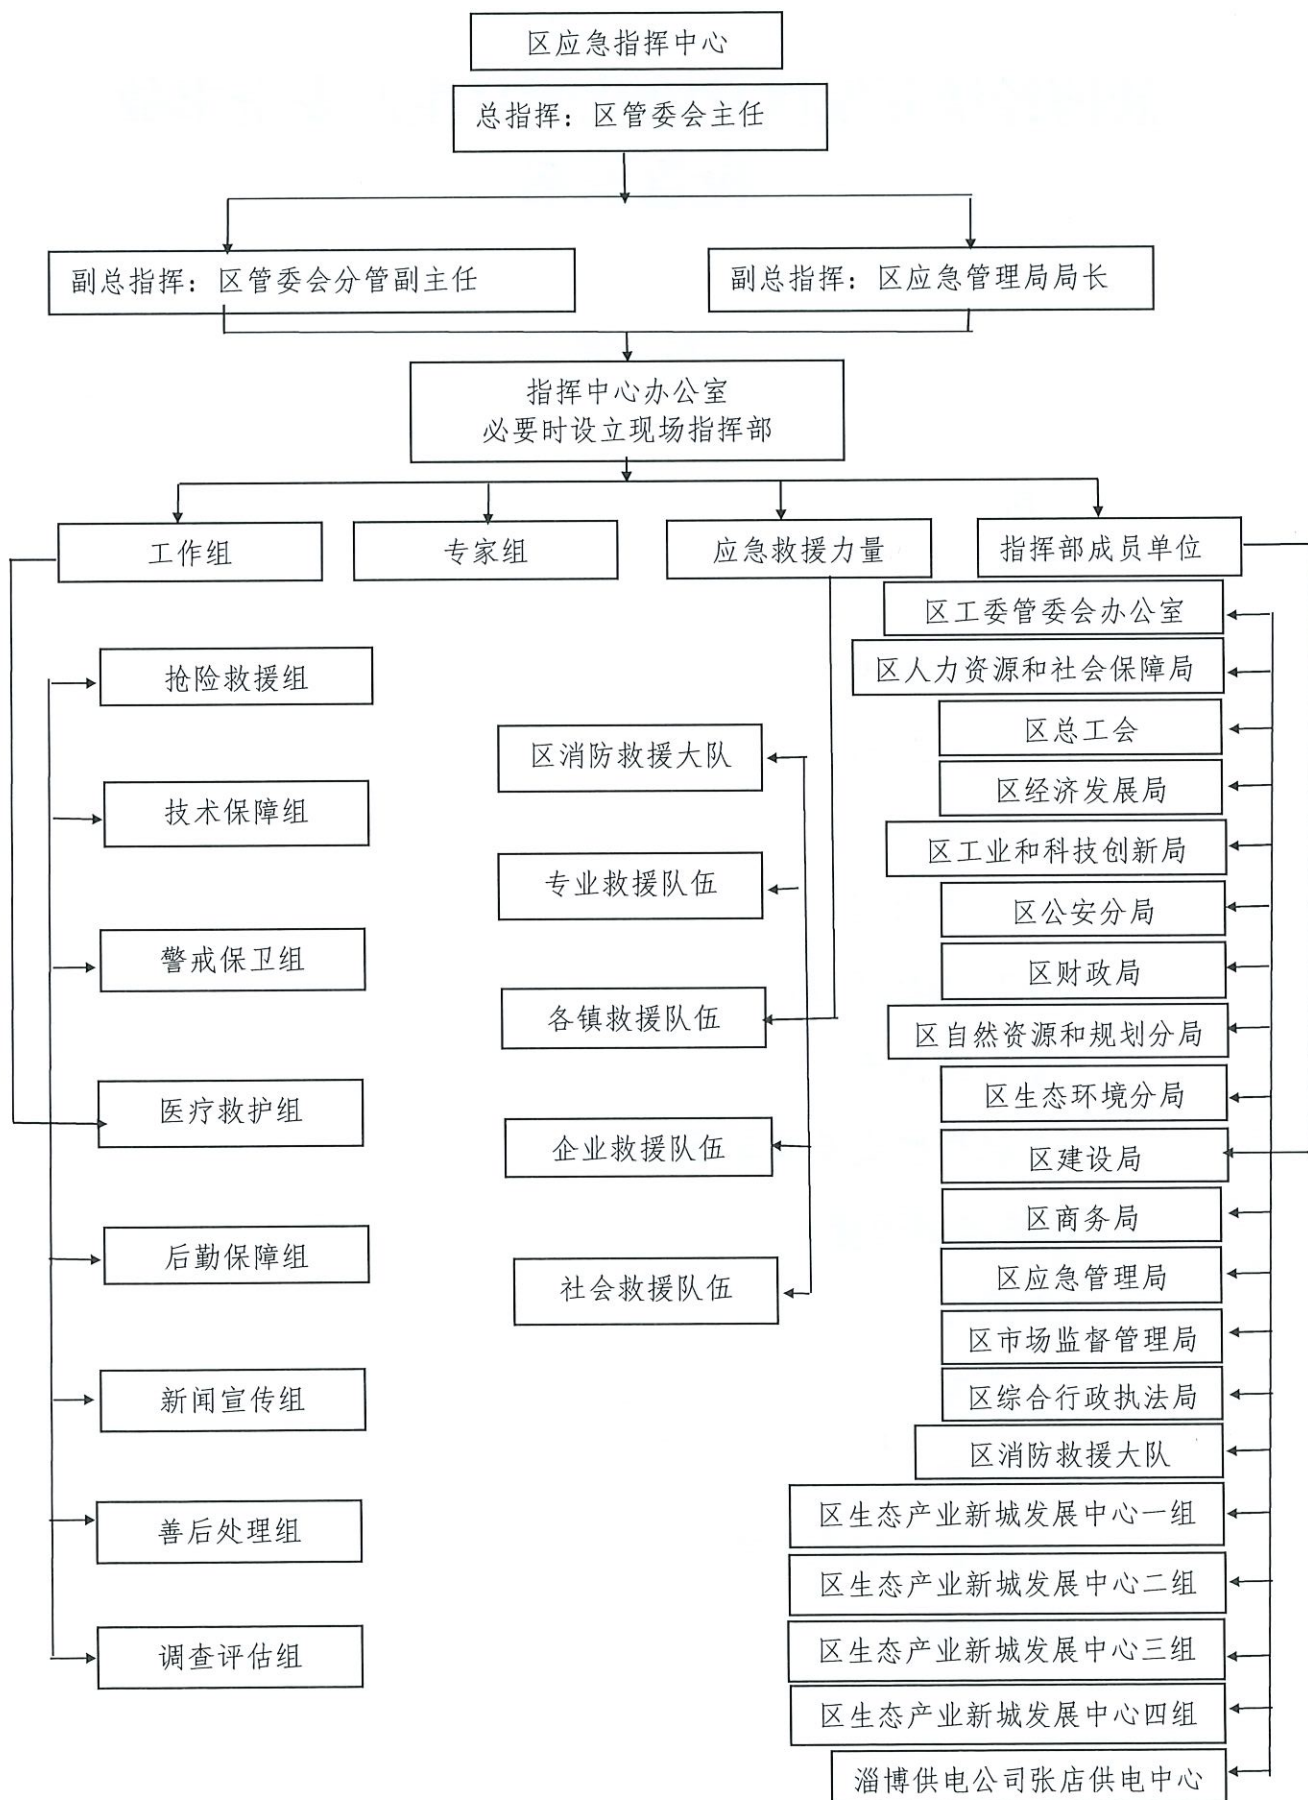 区应急指挥中心
总指挥：区管委会主任
副总指挥：区管委会分管副主任
副总指挥：区应急管理局局长
指挥中心办公室
必要时设立现场指挥部
工作组
专家组
应急救援力量
指挥部成员单位
抢险救援组
技术保障组
警戒保卫组
医疗救护组
后勤保障组
新闻宣传组
善后处理组
调查评估组
区消防救援大队
专业救援队伍
各镇救援队伍
企业救援队伍
社会救援队伍
区工委管委会办公室
区人力资源和社会保障局
区总工会
区经济发展局
区工业和科技创新局
区公安分局
区财政局
区自然资源和规划分局
区生态环境分局
区建设局
区商务局
区应急管理局
区市场监督管理局
区综合行政执法局
区消防救援大队
区生态产业新城发展中心一组
区生态产业新城发展中心二组
区生态产业新城发展中心三组
区生态产业新城发展中心四组
淄博供电公司张店供电中心